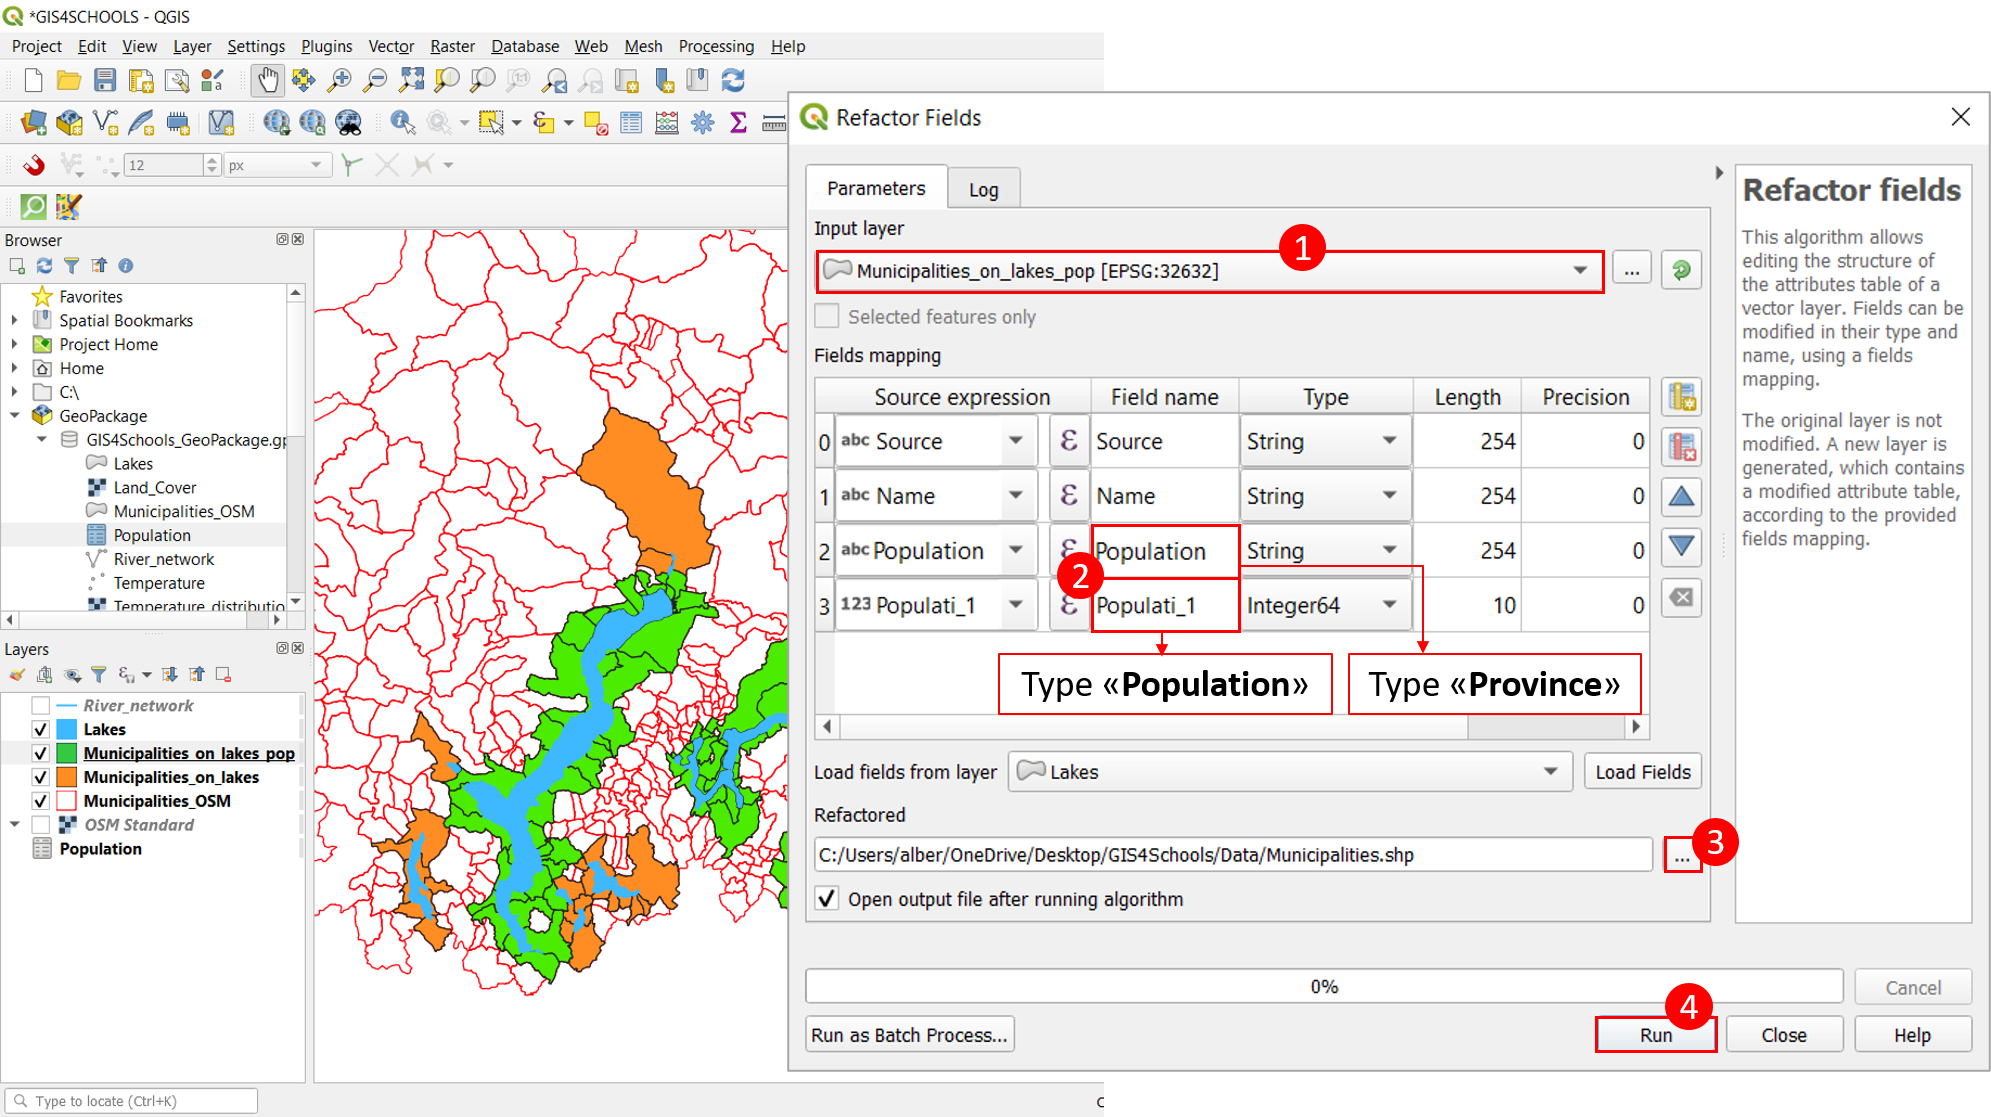 *GIS4SCHOOLS - QGIS
Project Edit View Layer Settings Plugins Vector Raster Database Web Mesh Processing Help
12 px
Browser
Favorites
Spatial Bookmarks
Project Home
Home
C:\
GeoPackage
GIS4Schools_GeoPackage.gp
Lakes
Land_Cover
Municipalities_OSM
Population
River_network
Temperature
Temperature_distributio
Layers
River_network
Lakes
Municipalities_on_lakes_pop
Municipalities_on_lakes
Municipalities_OSM
OSM Standard
Population
Type to locate (Ctrl+K)
Refactor Fields
Parameters Log
Input layer
1
Municipalities_on_lakes_pop [EPSG:32632] ...
Selected features only
Fields mapping
Source expression Field name Type Length Precision
0 abc Source ε Source String 254 0
1 abc Name ε Name String 254 0
2 abc Population ε Population String 254 0
2
3 123 Populati_1 ε Populati_1 Integer64 10 0
Type «Population» Type «Province»
Load fields from layer Lakes Load Fields
Refactored
C:/Users/alber/OneDrive/Desktop/GIS4Schools/Data/Municipalities.shp ... 3
Open output file after running algorithm
0% Cancel
4
Run as Batch Process... Run Close Help
Refactor fields
This algorithm allows
editing the structure of
the attributes table of a
vector layer. Fields can be
modified in their type and
name, using a fields
mapping.
The original layer is not
modified. A new layer is
generated, which contains
a modified attribute table,
according to the provided
fields mapping.